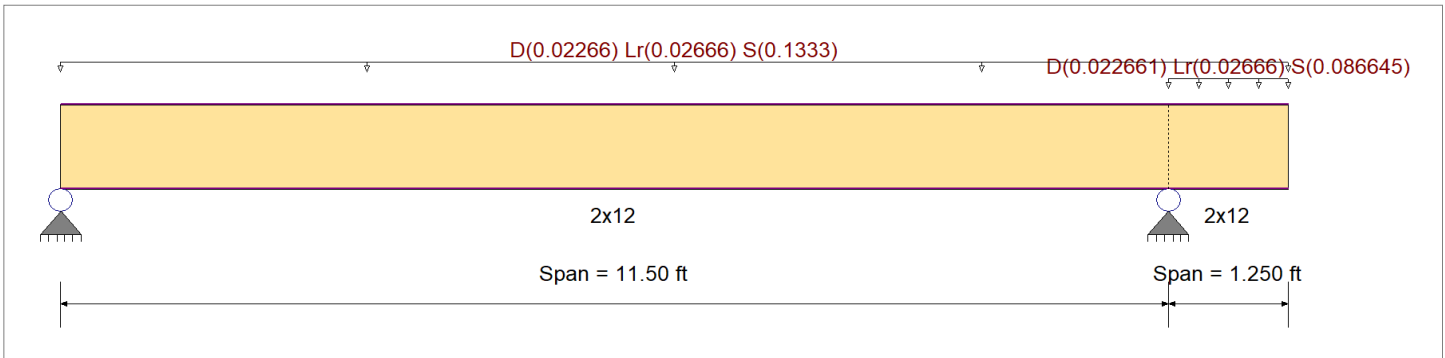 D(0.02266) Lr(0.02666) S(0.1333)
D(0.022661) Lr(0.02666) S(0.086645)
2x12
2x12
Span = 11.50 ft
Span = 1.250 ft